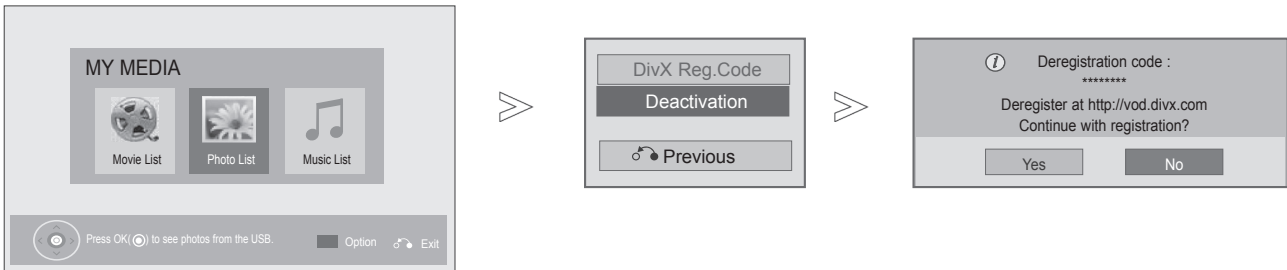 MY MEDIA
Movie List
Photo List
Music List
Press OK(◉) to see photos from the USB.
Option
Exit
DivX Reg.Code
Deactivation
Previous
i
Deregistration code :
********
Deregister at http://vod.divx.com
Continue with registration?
Yes
No